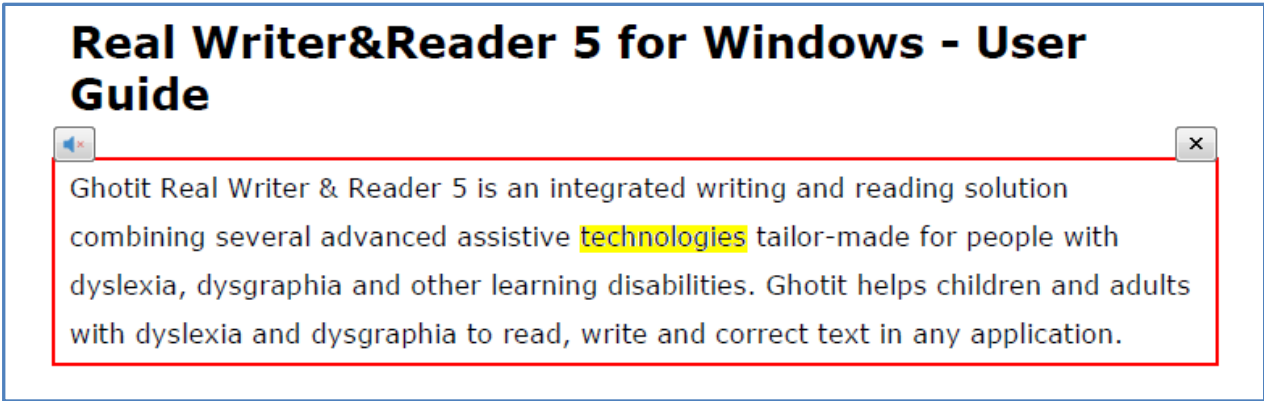 Real Writer&Reader 5 for Windows - User
Guide
Ghotit Real Writer & Reader 5 is an integrated writing and reading solution
combining several advanced assistive technologies tailor-made for people with
dyslexia, dysgraphia and other learning disabilities. Ghotit helps children and adults
with dyslexia and dysgraphia to read, write and correct text in any application.